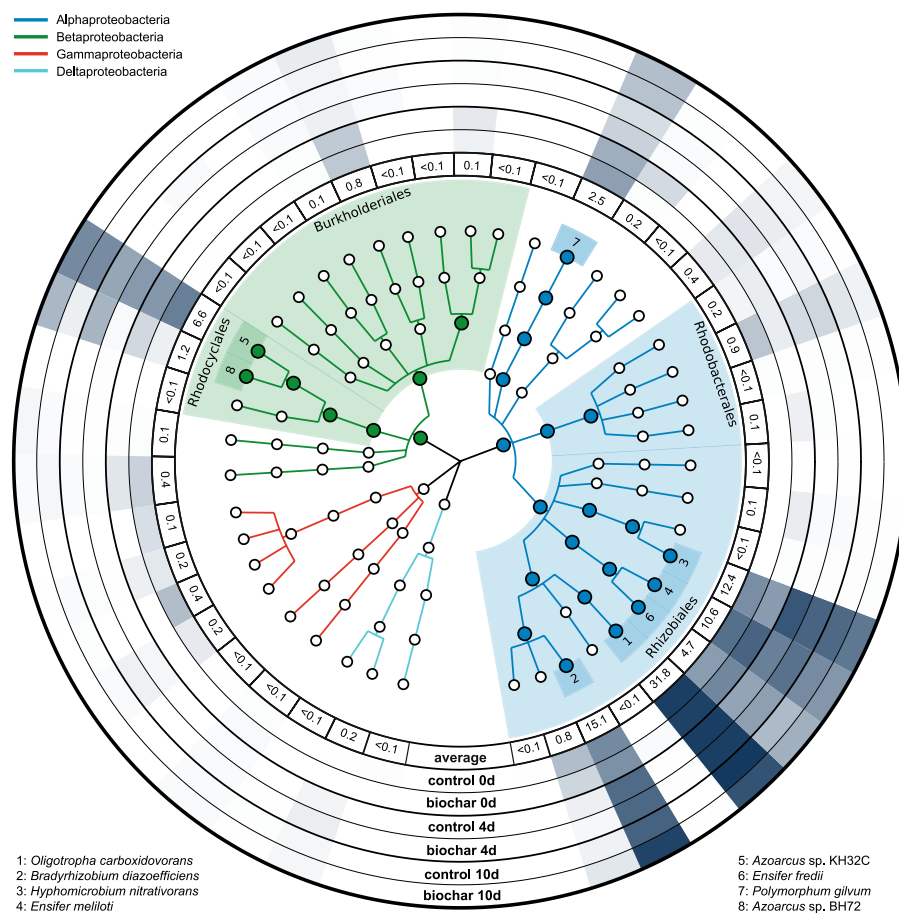 Alphaproteobacteria
Betaproteobacteria
Gammaproteobacteria
Deltaproteobacteria
<0.1
0.2
<0.1
<0.1
<0.1
0.2
0.4
0.2
0.1
0.4
0.1
<0.1
1.2
6.6
<0.1
<0.1
<0.1
0.1
0.8
<0.1
<0.1
0.1
<0.1
<0.1
2.5
0.2
<0.1
0.4
0.2
0.9
<0.1
0.1
<0.1
0.1
<0.1
12.4
10.6
4.7
31.8
<0.1
15.1
0.8
<0.1
Burkholderiales
Rhodocyclales
5
8
7
Rhodobacterales
Rhizobiales
3
4
6
1
2
average
control 0d
biochar 0d
control 4d
biochar 4d
control 10d
biochar 10d
1: Oligotropha carboxidovorans
2: Bradyrhizobium diazoefficiens
3: Hyphomicrobium nitrativorans
4: Ensifer meliloti
5: Azoarcus sp. KH32C
6: Ensifer fredii
7: Polymorphum gilvum
8: Azoarcus sp. BH72